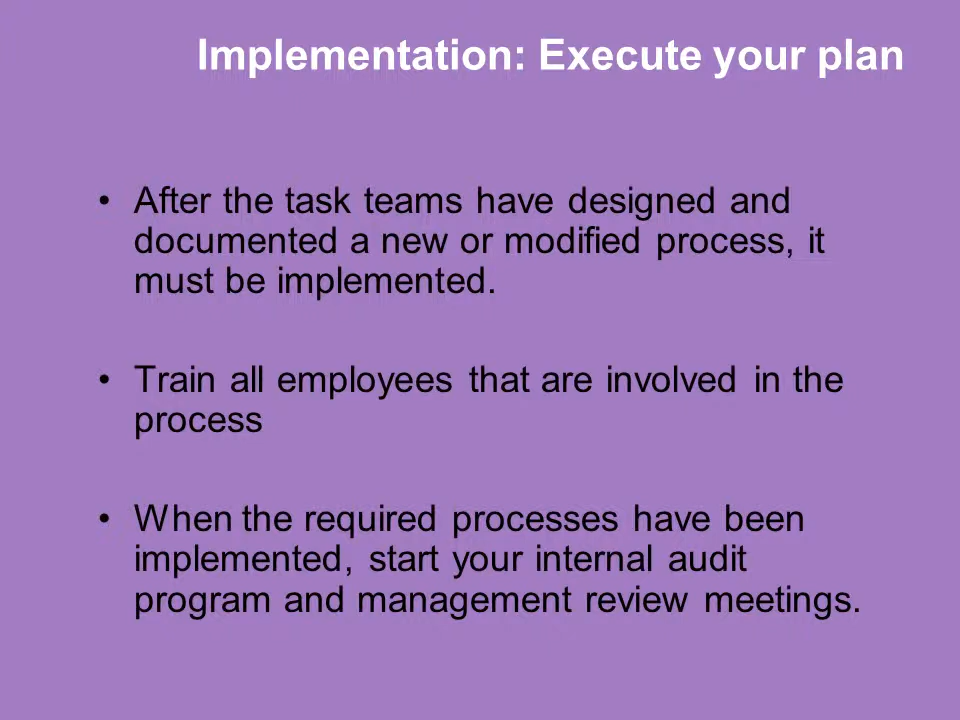 Implementation: Execute your plan
• After the task teams have designed and
documented a new or modified process, it
must be implemented.
• Train all employees that are involved in the
process
• When the required processes have been
implemented, start your internal audit
program and management review meetings.